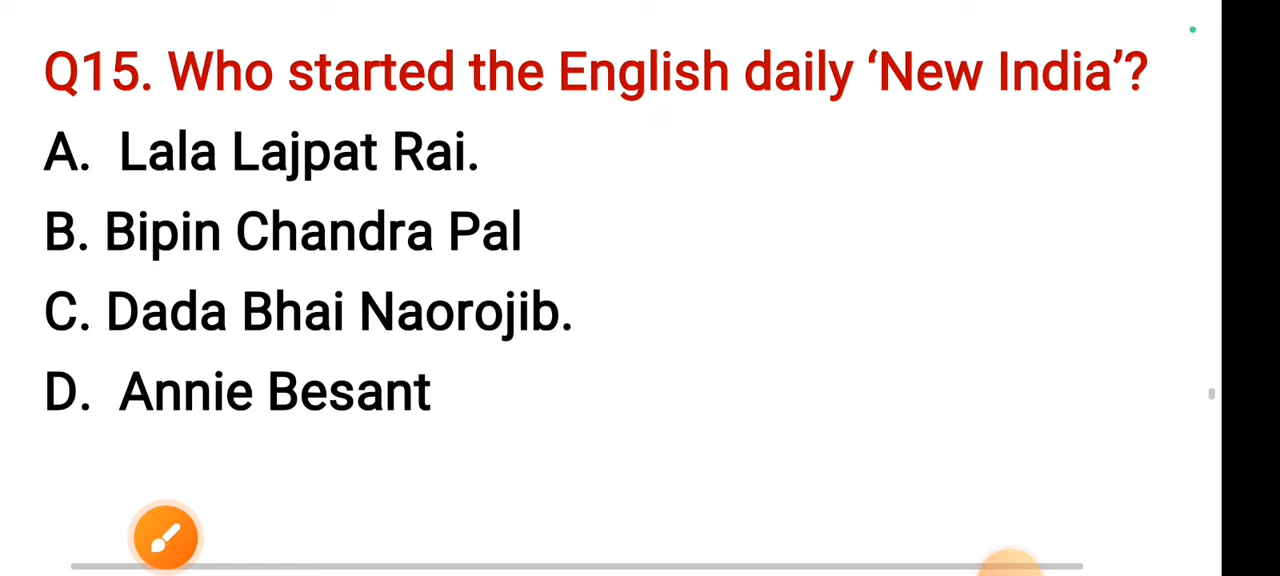 Q15. Who started the English daily ‘New India’?
A. Lala Lajpat Rai.
B. Bipin Chandra Pal
C. Dada Bhai Naorojib.
D. Annie Besant